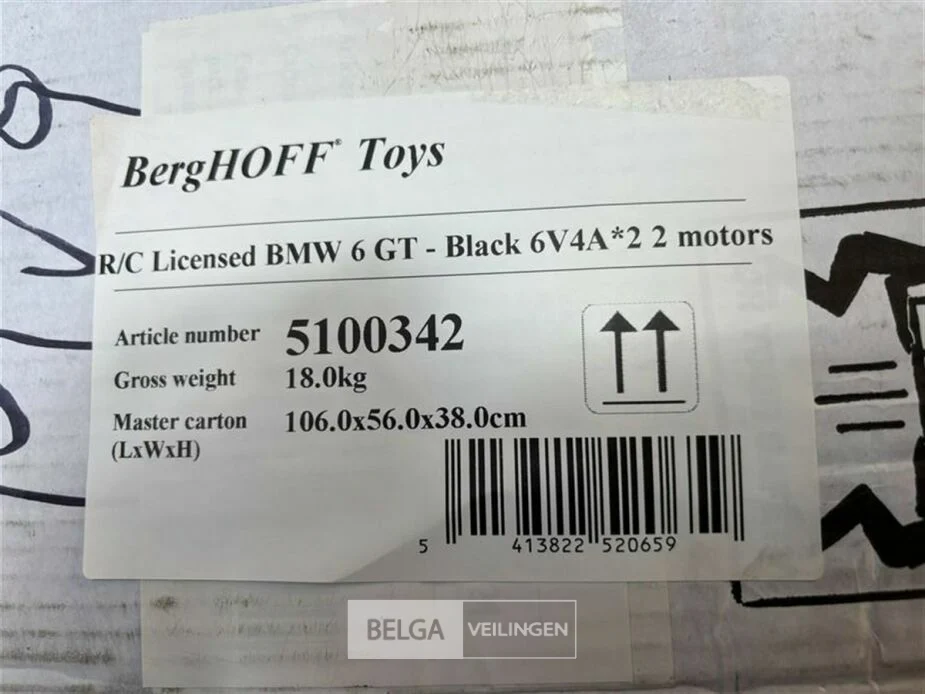 BergHOFF® Toys
R/C Licensed BMW 6 GT - Black 6V4A*2 2 motors
Article number 5100342
Gross weight 18.0kg
Master carton 106.0x56.0x38.0cm
(LxWxH)
5 413822 520659
BELGA VEILINGEN